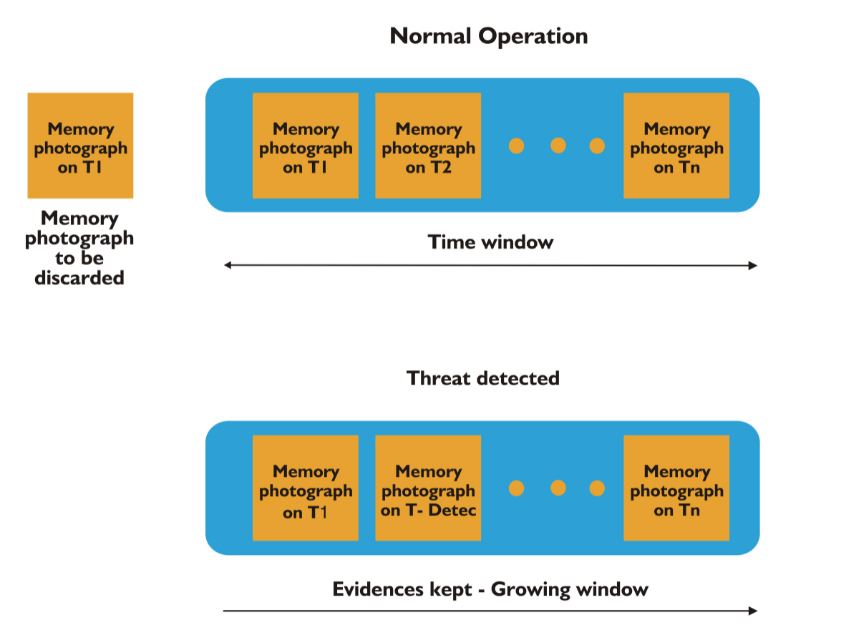 Normal Operation
Memory
photograph
on T1
Memory
photograph
to be
discarded
Memory
photograph
on T1
Memory
photograph
on T2
Memory
photograph
on Tn
Time window
Threat detected
Memory
photograph
on T1
Memory
photograph
on T- Detec
Memory
photograph
on Tn
Evidences kept - Growing window